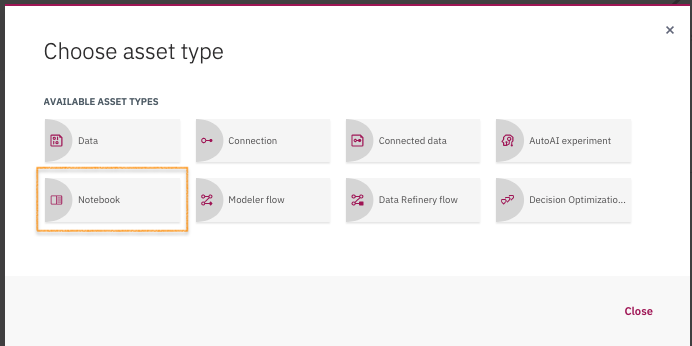 Choose asset type
AVAILABLE ASSET TYPES
Data
Connection
Connected data
AutoAI experiment
Notebook
Modeler flow
Data Refinery flow
Decision Optimizatio...
Close